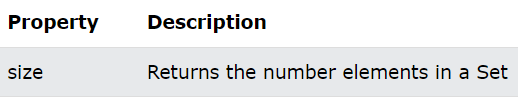 Property Description
size Returns the number elements in a Set